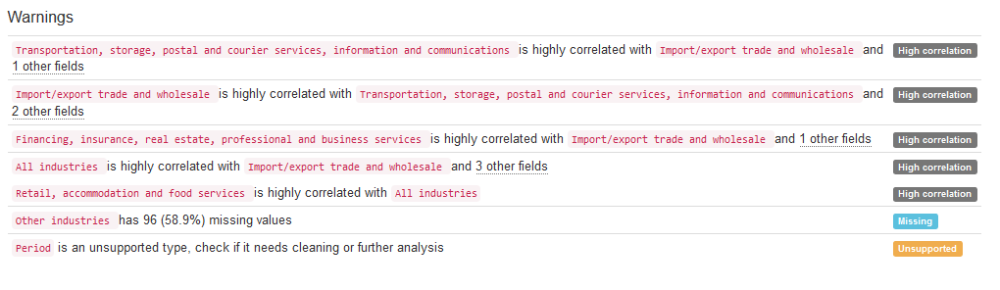 Warnings
Transportation, storage, postal and courier services, information and communications is highly correlated with Import/export trade and wholesale and High correlation
1 other fields
Import/export trade and wholesale is highly correlated with Transportation, storage, postal and courier services, information and communications and High correlation
2 other fields
Financing, insurance, real estate, professional and business services is highly correlated with Import/export trade and wholesale and 1 other fields High correlation
All industries is highly correlated with Import/export trade and wholesale and 3 other fields High correlation
Retail, accommodation and food services is highly correlated with All industries High correlation
Other industries has 96 (58.9%) missing values Missing
Period is an unsupported type, check if it needs cleaning or further analysis Unsupported